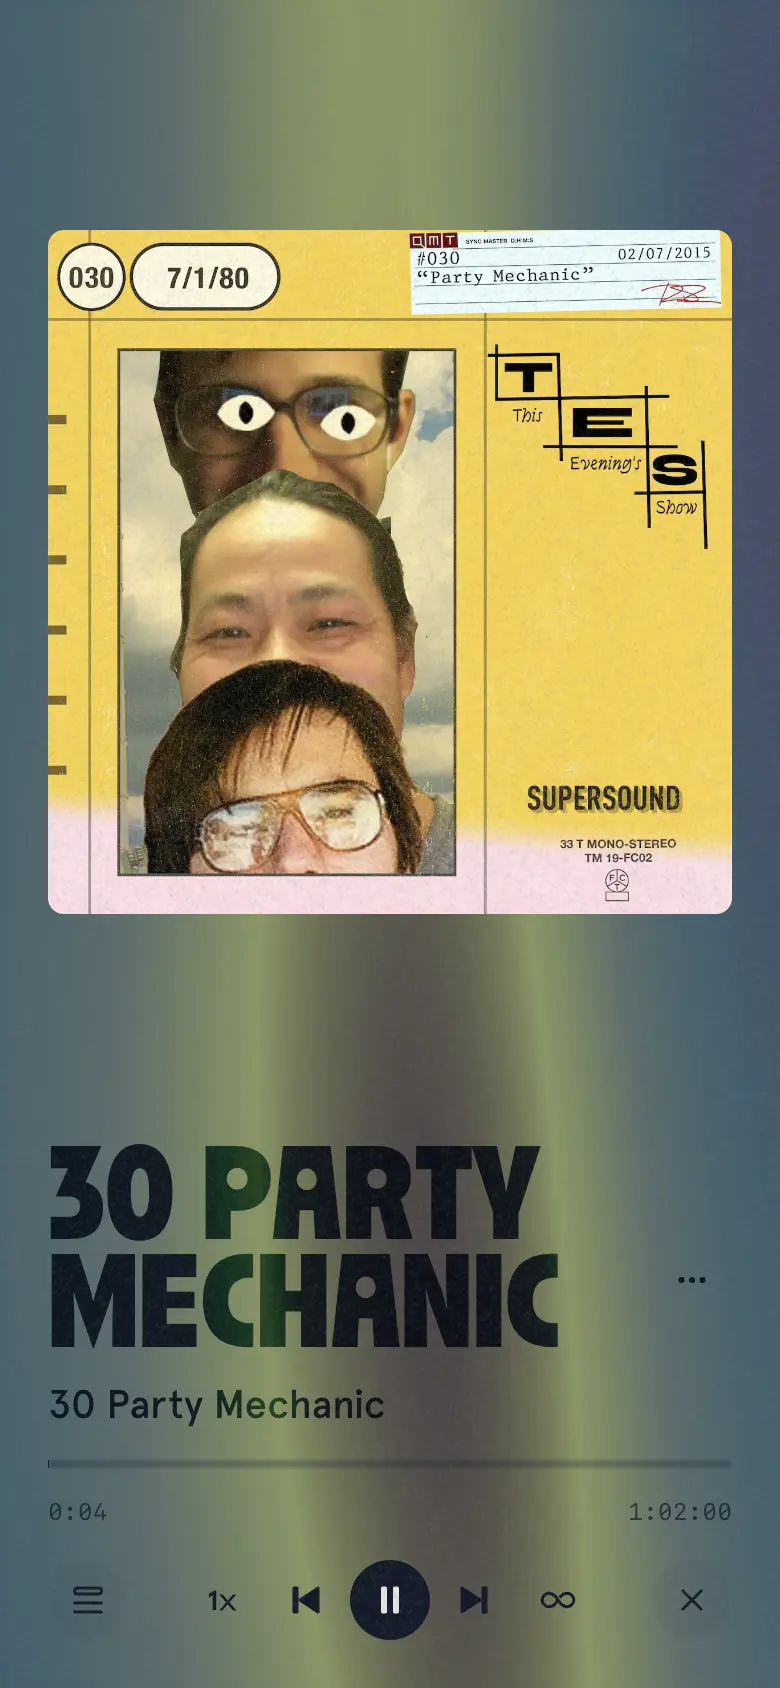 030
7/1/80
QMT SYNC MASTER D:H:M:S
#030 02/07/2015
“Party Mechanic”
T
This
E
Evening's
S
Show
SUPERSOUND
33 T MONO-STEREO
TM 19-FC02
FCT
30 PARTY
MECHANIC
30 Party Mechanic
0:04 1:02:00
1x